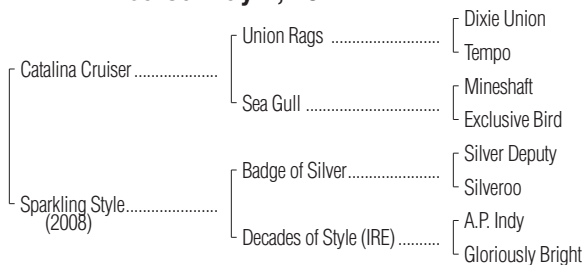 Dixie Union
Union Rags ..........................
Tempo
Catalina Cruiser ....................
Mineshaft
Sea Gull ................................
Exclusive Bird
Silver Deputy
Badge of Silver......................
Silveroo
Sparkling Style......................
(2008)
A.P. Indy
Decades of Style (IRE) ..........
Gloriously Bright